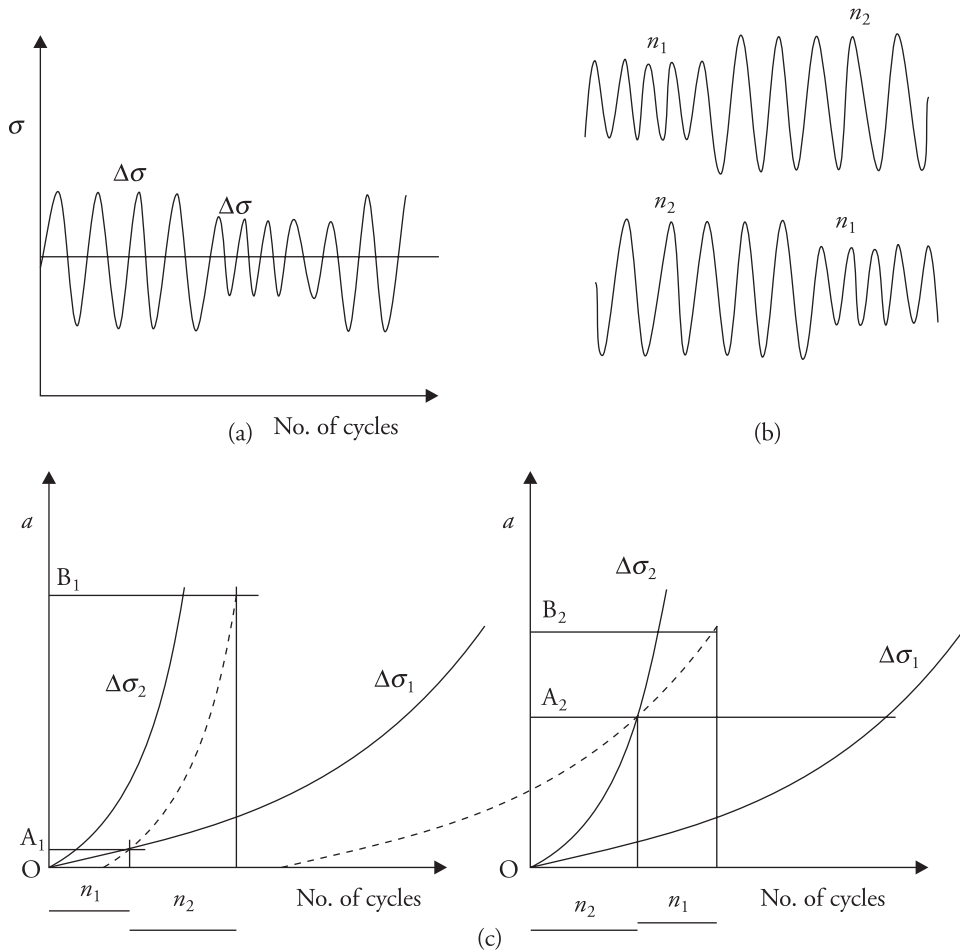 σ
Δσ
Δσ
(a) No. of cycles
n1
n2
n2
n1
(b)
a
B1
Δσ2
Δσ1
A1
O
n1
n2
No. of cycles
a
Δσ2
B2
Δσ1
A2
O
n2
n1
No. of cycles
(c)